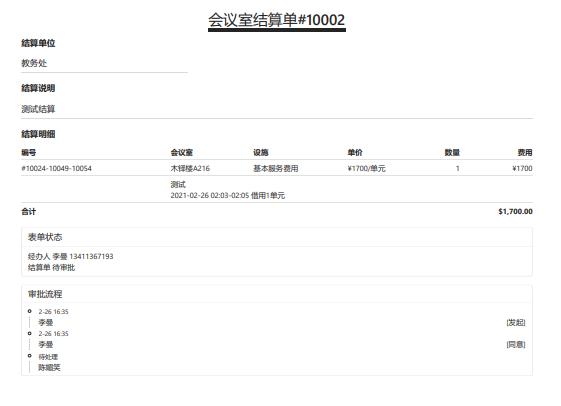 会议室结算单#10002
结算单位
教务处
结算说明
测试结算
结算明细
编号 会议室 设施 单价 数量 费用
#10024-10049-10054 木铎楼A216 基本服务费用 ¥1700/单元 1 ¥1700
测试
2021-02-26 02:03-02:05 借用1单元
合计 $1,700.00
表单状态
经办人 李曼 13411367193
结算单 待审批
审批流程
2-26 16:35
李曼 [发起]
2-26 16:35
李曼 [同意]
待处理
陈媚笑